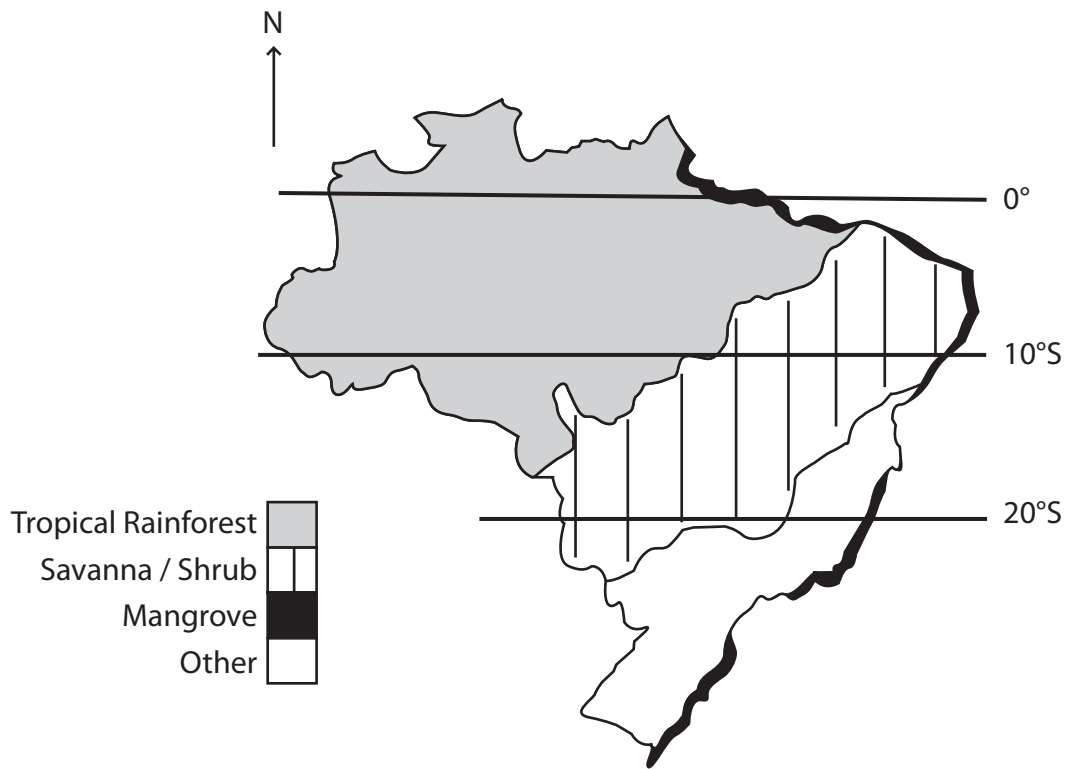 N
0°
10°S
20°S
Tropical Rainforest
Savanna / Shrub
Mangrove
Other